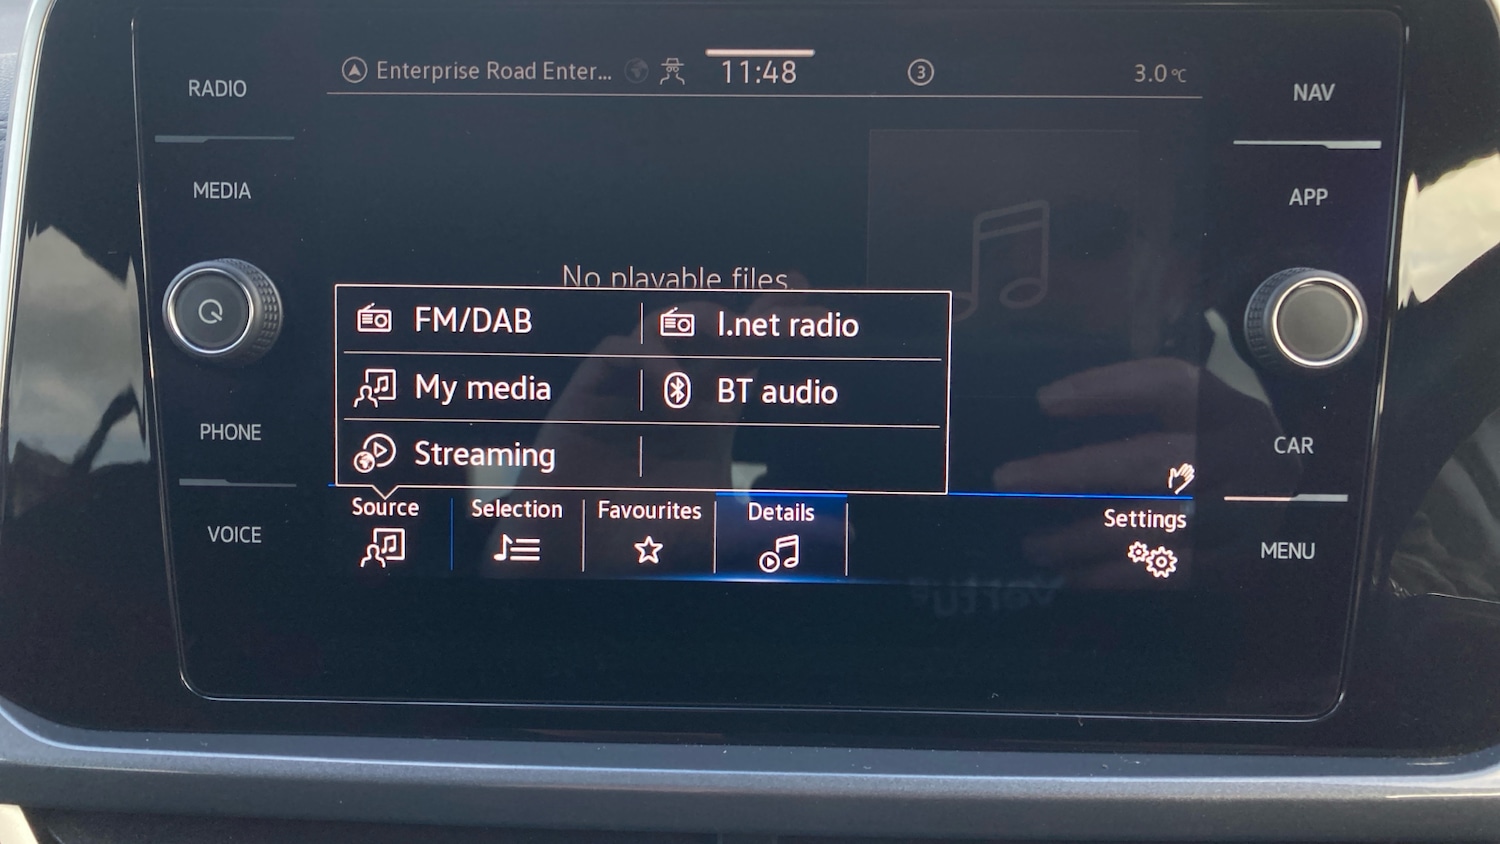 RADIO
MEDIA
PHONE
VOICE
Enterprise Road Enter...
11:48
3
3.0°C
No playable files.
FM/DAB
I.net radio
My media
BT audio
Streaming
Source
Selection
Favourites
Details
Settings
NAV
APP
CAR
MENU